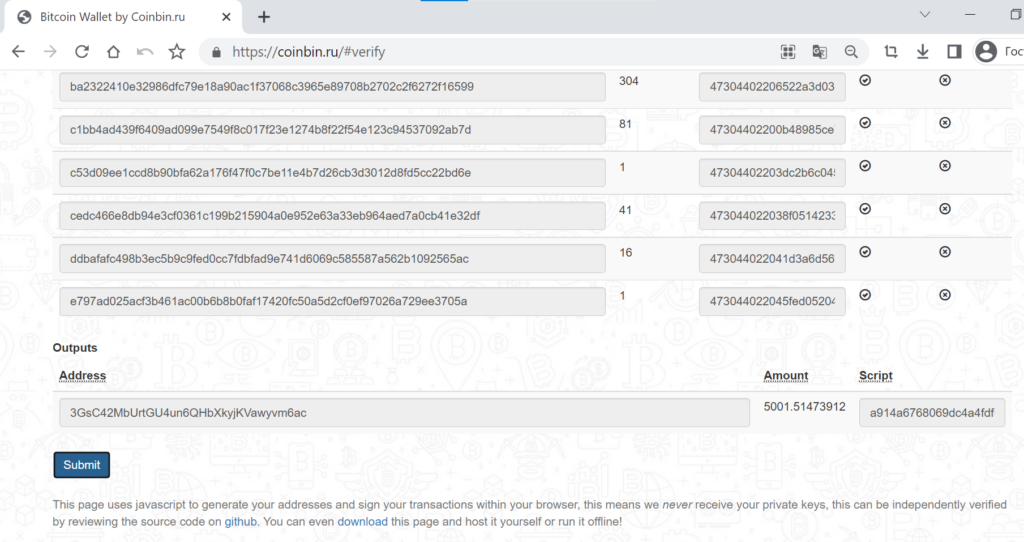 Bitcoin Wallet by Coinbin.ru
https://coinbin.ru/#verify
Гос
ba2322410e32986dfc79e18a90ac1f37068c3965e89708b2702c2f6272f16599 304 47304402206522a3d03
c1bb4ad439f6409ad099e7549f8c017f23e1274b8f22f54e123c94537092ab7d 81 47304402200b48985ce
c53d09ee1ccd8b90bfa62a176f47f0c7be11e4b7d26cb3d3012d8fd5cc22bd6e 1 47304402203dc2b6c04
cedc466e8db94e3cf0361c199b215904a0e952e63a33eb964aed7a0cb41e32df 41 473044022038f0514233
ddbafafc498b3ec5b9c9fed0cc7fdbfad9e741d6069c585587a562b1092565ac 16 473044022041d3a6d56
e797ad025acf3b461ac00b6b8b0faf17420fc50a5d2cf0ef97026a729ee3705a 1 473044022045fed05204
Outputs
Address Amount Script
3GsC42MbUrtGU4un6QHbXkyjKVawyvm6ac 5001.51473912 a914a6768069dc4a4fdf
Submit
This page uses javascript to generate your addresses and sign your transactions within your browser, this means we never receive your private keys, this can be independently verified
by reviewing the source code on github. You can even download this page and host it yourself or run it offline!